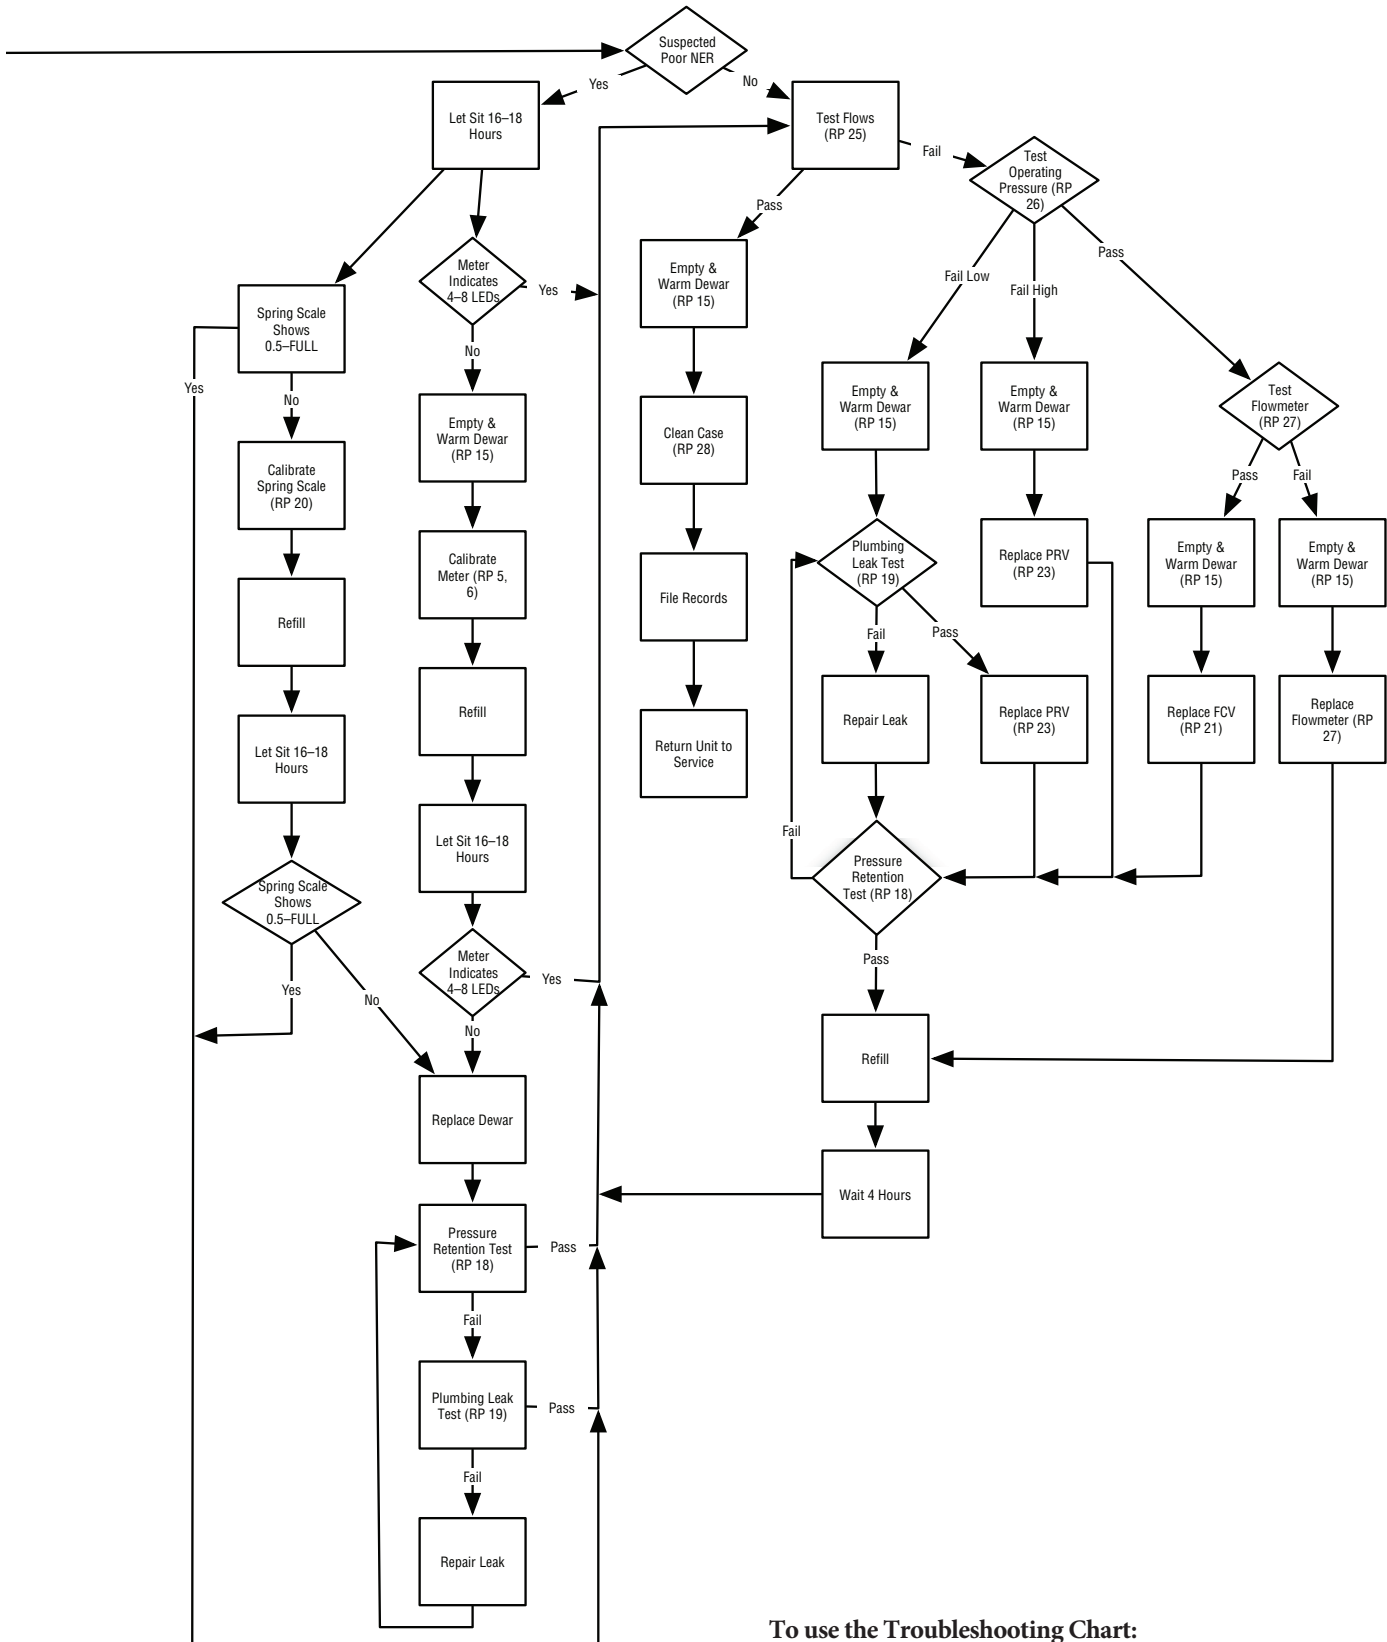 Suspected
Poor NER
Yes
No
Let Sit 16–18
Hours
Test Flows
(RP 25)
Fail
Test
Operating
Pressure (RP
26)
Pass
Meter
Indicates
4–8 LEDs
Yes
No
Spring Scale
Shows
0.5–FULL
Yes
No
Empty &
Warm Dewar
(RP 15)
Fail Low
Fail High
Pass
Empty &
Warm Dewar
(RP 15)
Empty &
Warm Dewar
(RP 15)
Test
Flowmeter
(RP 27)
Pass
Fail
Empty &
Warm Dewar
(RP 15)
Clean Case
(RP 28)
Calibrate
Spring Scale
(RP 20)
Calibrate
Meter (RP 5,
6)
Plumbing
Leak Test
(RP 19)
Fail
Pass
Replace PRV
(RP 23)
Empty &
Warm Dewar
(RP 15)
Empty &
Warm Dewar
(RP 15)
File Records
Refill
Refill
Return Unit to
Service
Repair Leak
Replace PRV
(RP 23)
Replace FCV
(RP 21)
Replace
Flowmeter (RP
27)
Let Sit 16–18
Hours
Let Sit 16–18
Hours
Fail
Pressure
Retention
Test (RP 18)
Pass
Spring Scale
Shows
0.5–FULL
Yes
No
Meter
Indicates
4–8 LEDs
Yes
No
Refill
Replace Dewar
Wait 4 Hours
Pressure
Retention Test
(RP 18)
Pass
Fail
Plumbing Leak
Test (RP 19)
Pass
Fail
Repair Leak
To use the Troubleshooting Chart: